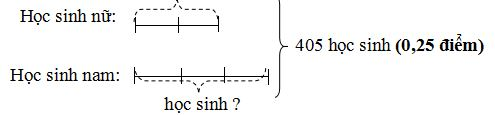 Học sinh nữ:
405 học sinh (0,25 điểm)
Học sinh nam:
học sinh ?